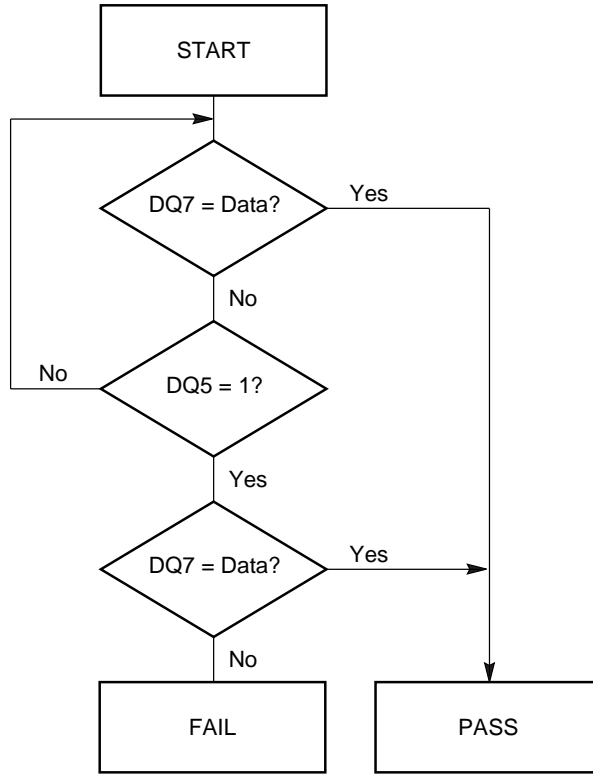 START
DQ7 = Data?
Yes
No
DQ5 = 1?
No
Yes
DQ7 = Data?
Yes
No
FAIL
PASS